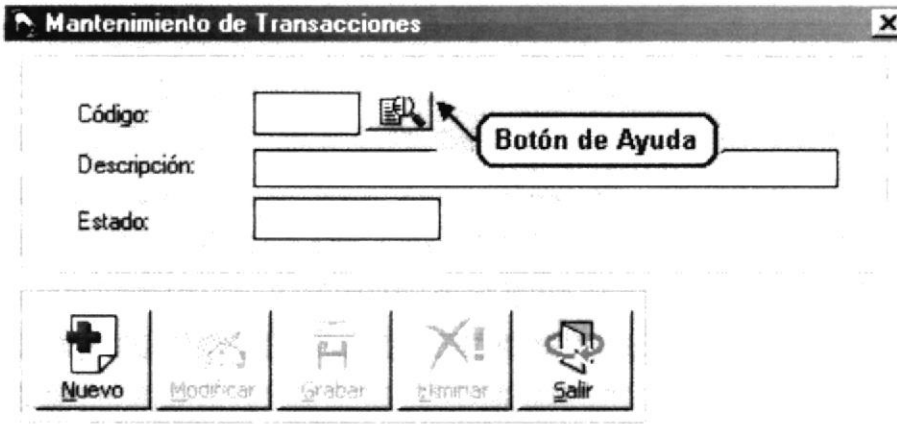 Mantenimiento de Transacciones
Código:
Botón de Ayuda
Descripción:
Estado:
Nuevo
Modificar
Grabar
Eliminar
Salir